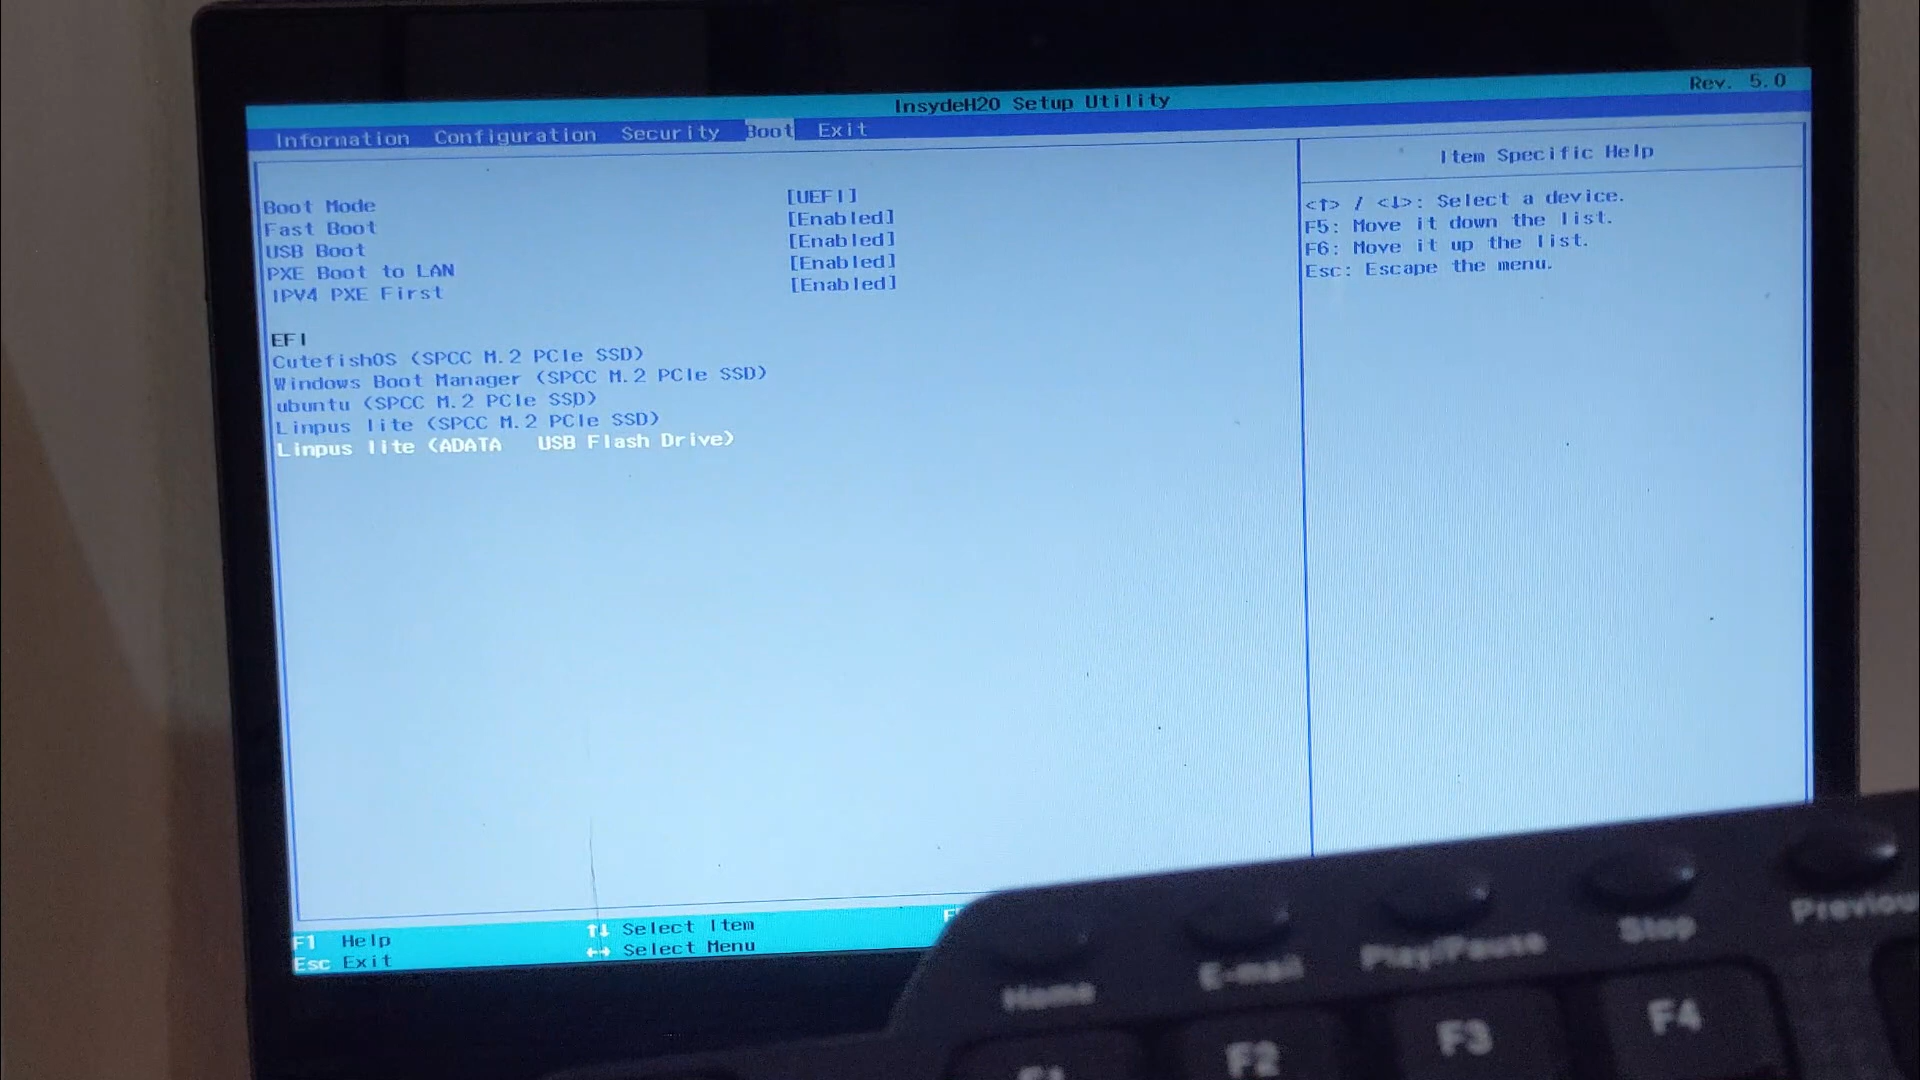 InsydeH20 Setup Utility
Rev. 5.0
Information Configuration Security Boot Exit
Boot Mode [UEFI]
Fast Boot [Enabled]
USB Boot [Enabled]
PXE Boot to LAN [Enabled]
IPV4 PXE First [Enabled]
EFI
CutefishOS (SPCC M.2 PCIe SSD)
Windows Boot Manager (SPCC M.2 PCIe SSD)
ubuntu (SPCC M.2 PCIe SSD)
Linpus lite (SPCC M.2 PCIe SSD)
Linpus lite (ADATA USB Flash Drive)
Item Specific Help
<↑> / <↓>: Select a device.
F5: Move it down the list.
F6: Move it up the list.
Esc: Escape the menu.
F1 Help
↑↓ Select Item
Esc Exit
←→ Select Menu
Home
E-mail
Play/Pause
Stop
Previou
F1
F2
F3
F4